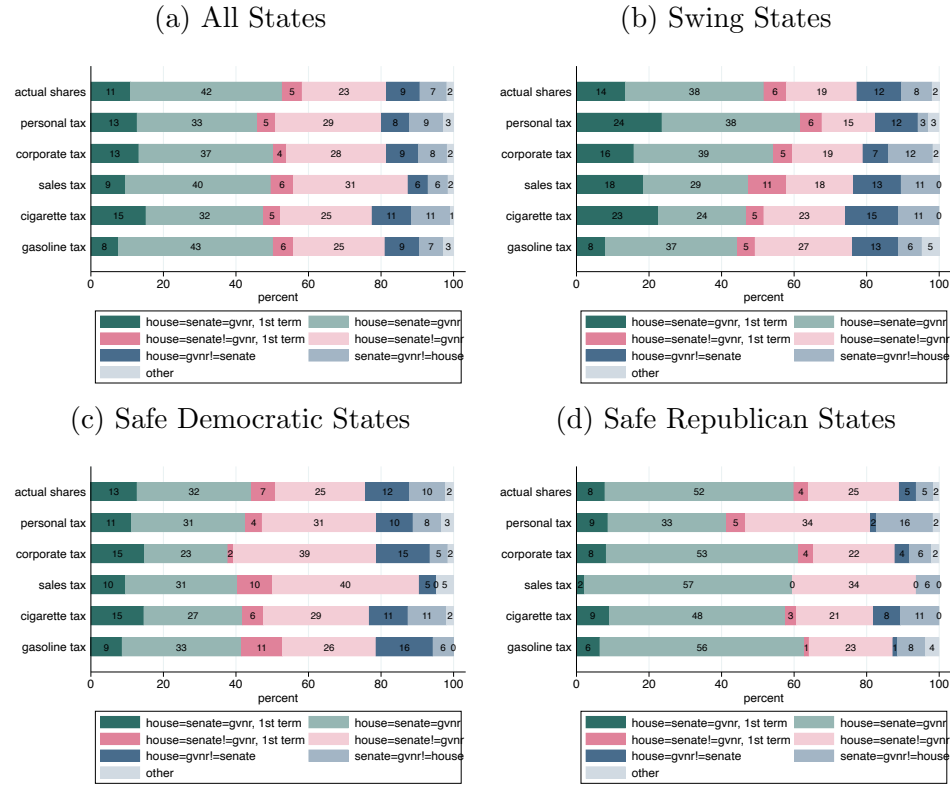 (a) All States
actual shares 11 42 5 23 9 7 2
personal tax 13 33 5 29 8 9 3
corporate tax 13 37 4 28 9 8 2
sales tax 9 40 6 31 6 6 2
cigarette tax 15 32 5 25 11 11 1
gasoline tax 8 43 6 25 9 7 3
0 20 40 60 80 100
percent
house=senate=gvnr, 1st term house=senate=gvnr
house=senate!=gvnr, 1st term house=senate!=gvnr
house=gvnr!=senate senate=gvnr!=house
other
(b) Swing States
actual shares 14 38 6 19 12 8 2
personal tax 24 38 6 15 12 3 3
corporate tax 16 39 5 19 7 12 2
sales tax 18 29 11 18 13 11 0
cigarette tax 23 24 5 23 15 11 0
gasoline tax 8 37 5 27 13 6 5
0 20 40 60 80 100
percent
house=senate=gvnr, 1st term house=senate=gvnr
house=senate!=gvnr, 1st term house=senate!=gvnr
house=gvnr!=senate senate=gvnr!=house
other
(c) Safe Democratic States
actual shares 13 32 7 25 12 10 2
personal tax 11 31 4 31 10 8 3
corporate tax 15 23 2 39 15 5 2
sales tax 10 31 10 40 5 0 5
cigarette tax 15 27 6 29 11 11 2
gasoline tax 9 33 11 26 16 6 0
0 20 40 60 80 100
percent
house=senate=gvnr, 1st term house=senate=gvnr
house=senate!=gvnr, 1st term house=senate!=gvnr
house=gvnr!=senate senate=gvnr!=house
other
(d) Safe Republican States
actual shares 8 52 4 25 5 5 2
personal tax 9 33 5 34 2 16 2
corporate tax 8 53 4 22 4 6 2
sales tax 2 57 0 34 0 6 0
cigarette tax 9 48 3 21 8 11 0
gasoline tax 6 56 1 23 1 8 4
0 20 40 60 80 100
percent
house=senate=gvnr, 1st term house=senate=gvnr
house=senate!=gvnr, 1st term house=senate!=gvnr
house=gvnr!=senate senate=gvnr!=house
other